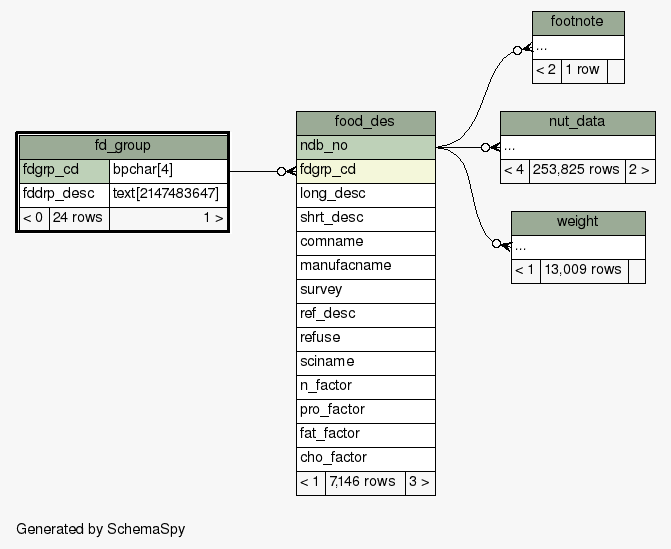 footnote
...
< 2 1 row
fd_group
fdgrp_cd bpchar[4]
fddrp_desc text[2147483647]
< 0 24 rows 1 >
food_des
ndb_no
fdgrp_cd
long_desc
shrt_desc
comname
manufacname
survey
ref_desc
refuse
sciname
n_factor
pro_factor
fat_factor
cho_factor
< 1 7,146 rows 3 >
nut_data
...
< 4 253,825 rows 2 >
weight
...
< 1 13,009 rows
Generated by SchemaSpy